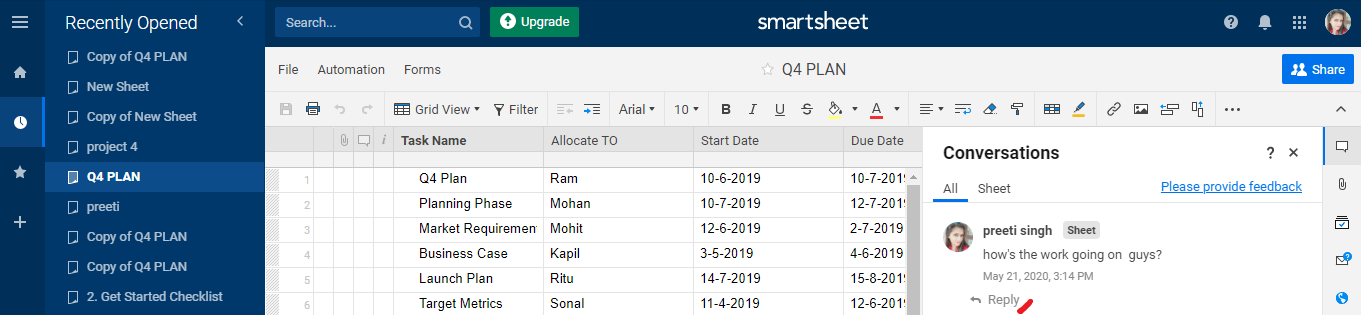 Recently Opened
Search...
Upgrade
smartsheet
Copy of Q4 PLAN
New Sheet
Copy of New Sheet
project 4
Q4 PLAN
preeti
Copy of Q4 PLAN
Copy of Q4 PLAN
2. Get Started Checklist
File Automation Forms
Q4 PLAN
Share
Grid View Filter Arial 10 B I U S A
Task Name Allocate TO Start Date Due Date
1 Q4 Plan Ram 10-6-2019 10-7-2019
2 Planning Phase Mohan 10-7-2019 12-7-2019
3 Market Requiremen Mohit 12-6-2019 2-7-2019
4 Business Case Kapil 3-5-2019 4-6-2019
5 Launch Plan Ritu 14-7-2019 15-8-2019
6 Target Metrics Sonal 11-4-2019 12-6-2019
Conversations ?
All Sheet Please provide feedback
preeti singh Sheet
how's the work going on guys?
May 21, 2020, 3:14 PM
Reply